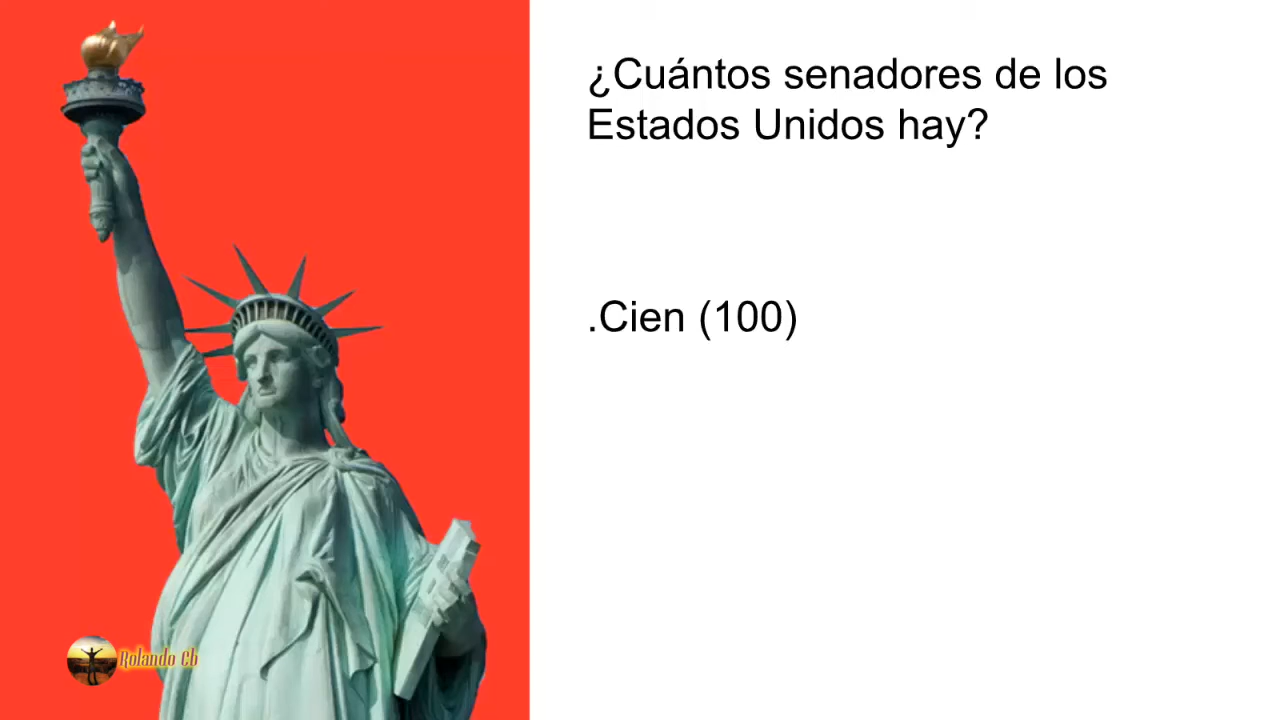 ¿Cuántos senadores de los
Estados Unidos hay?
.Cien (100)
Rolando Cb